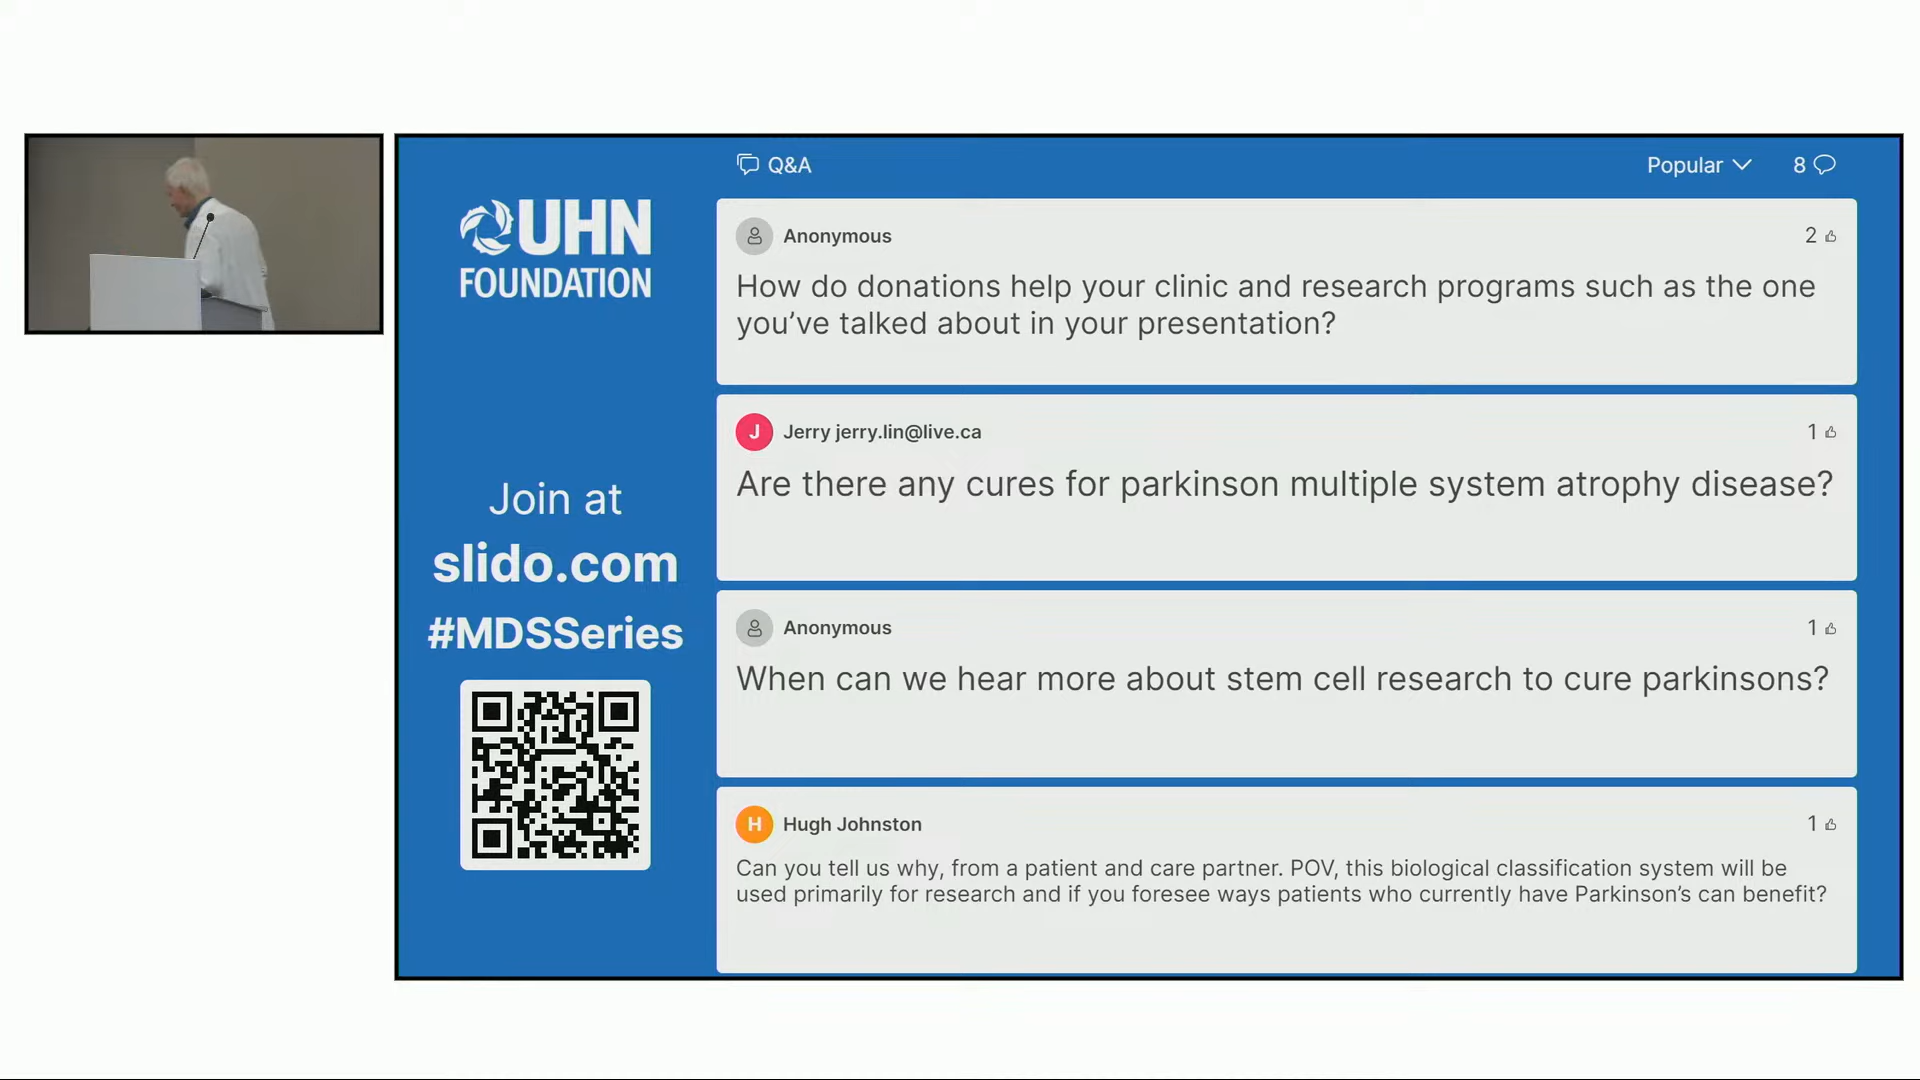 UHN
FOUNDATION
Join at
slido.com
#MDSSeries
Q&A
Popular
8
Anonymous
2
How do donations help your clinic and research programs such as the one
you’ve talked about in your presentation?
J
Jerry jerry.lin@live.ca
1
Are there any cures for parkinson multiple system atrophy disease?
Anonymous
1
When can we hear more about stem cell research to cure parkinsons?
H
Hugh Johnston
1
Can you tell us why, from a patient and care partner. POV, this biological classification system will be
used primarily for research and if you foresee ways patients who currently have Parkinson’s can benefit?